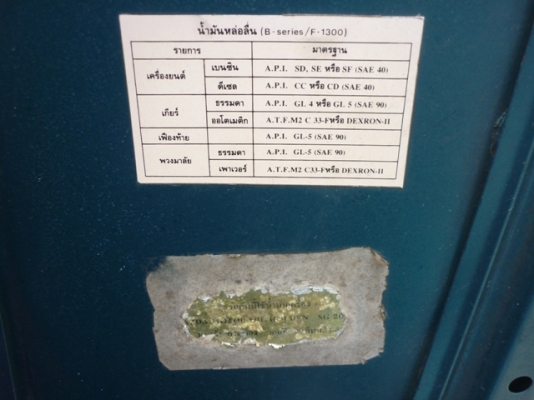 น้ำมันหล่อลื่น (B-series/F-1300)
รายการ มาตรฐาน
เครื่องยนต์ เบนซิน A.P.I. SD, SE หรือ SF (SAE 40)
ดีเซล A.P.I. CC หรือ CD (SAE 40)
เกียร์ ธรรมดา A.P.I. GL 4 หรือ GL 5 (SAE 90)
ออโตเมติก A.T.F.M2 C 33-F หรือ DEXRON-II
เฟืองท้าย A.P.I. GL-5 (SAE 90)
พวงมาลัย ธรรมดา A.P.I. GL-5 (SAE 90)
เพาเวอร์ A.T.F.M2 C33-F หรือ DEXRON-II